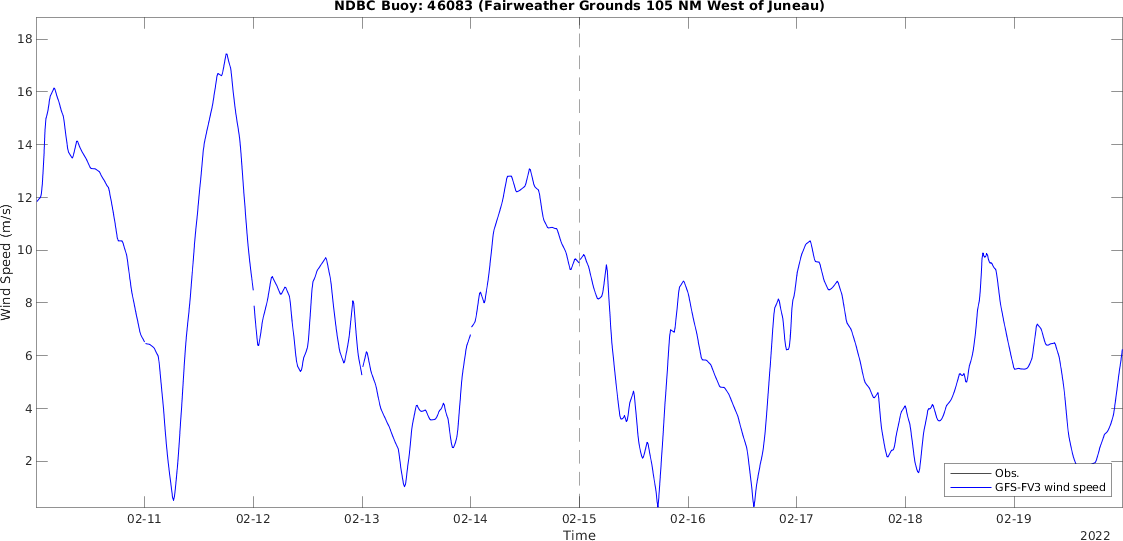 NDBC Buoy: 46083 (Fairweather Grounds 105 NM West of Juneau)
18
16
14
12
10
8
6
4
2
Wind Speed (m/s)
Obs.
GFS-FV3 wind speed
02-11 02-12 02-13 02-14 02-15 02-16 02-17 02-18 02-19
Time
2022